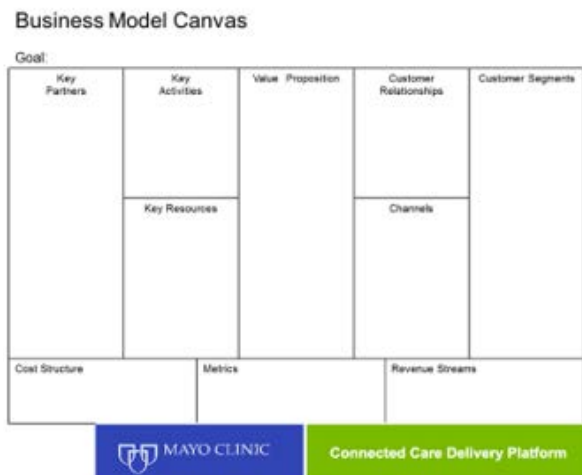 Business Model Canvas
Goal:
Key
Partners
Key
Activities
Value Proposition
Customer
Relationships
Customer Segments
Key Resources
Channels
Cost Structure
Metrics
Revenue Streams
MAYO CLINIC
Connected Care Delivery Platform